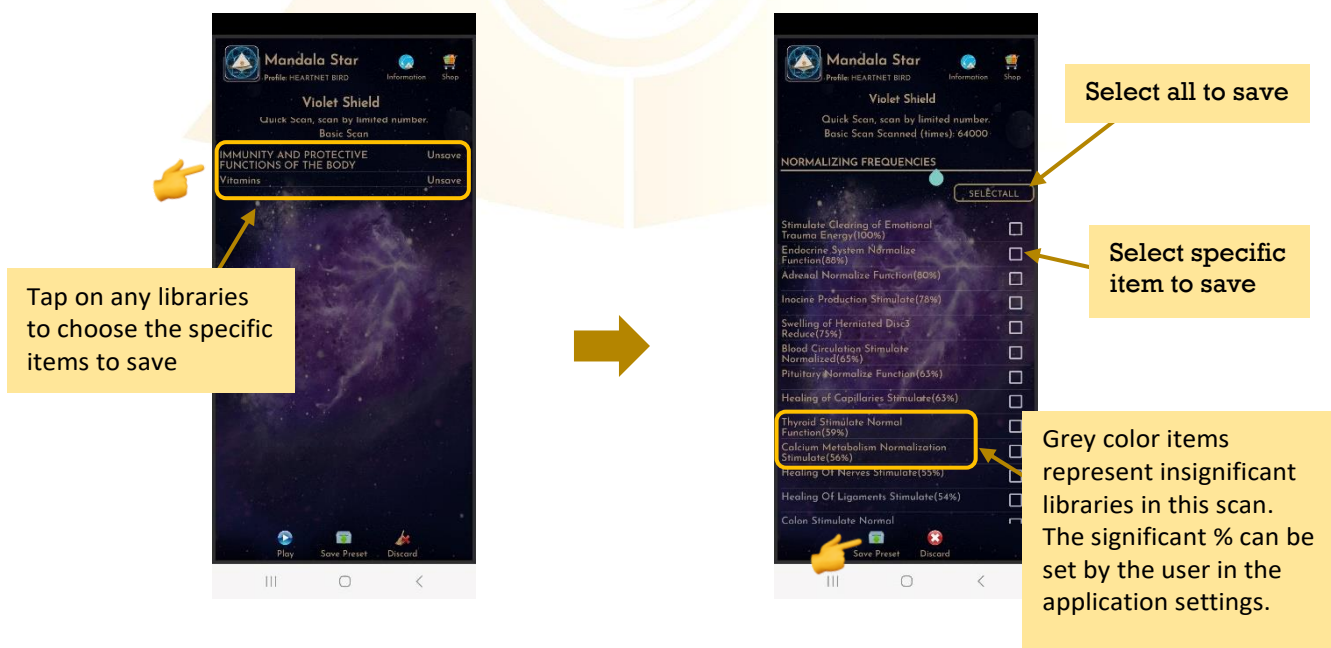 Mandala Star
Profile: HEARTNET BIRD
Information
Shop
Violet Shield
Quick Scan, scan by limited number.
Basic Scan
IMMUNITY AND PROTECTIVE
FUNCTIONS OF THE BODY
Unsave
Vitamins
Unsave
Play
Save Preset
Discard
Tap on any libraries
to choose the specific
items to save
Mandala Star
Profile: HEARTNET BIRD
Information
Shop
Violet Shield
Quick Scan, scan by limited number.
Basic Scan Scanned (times): 64000
NORMALIZING FREQUENCIES
SELECTALL
Stimulate Clearing of Emotional
Trauma Energy(100%)
Endocrine System Normalize
Function(88%)
Adrenal Normalize Function(80%)
Inocine Production Stimulate(78%)
Swelling of Herniated Disc3
Reduce(75%)
Blood Circulation Stimulate
Normalized(65%)
Pituitary Normalize Function(63%)
Healing of Capillaries Stimulate(63%)
Thyroid Stimulate Normal
Function(59%)
Calcium Metabolism Normalization
Stimulate(56%)
Healing Of Nerves Stimulate(55%)
Healing Of Ligaments Stimulate(54%)
Colon Stimulate Normal
Save Preset
Discard
Select all to save
Select specific
item to save
Grey color items
represent insignificant
libraries in this scan.
The significant % can be
set by the user in the
application settings.